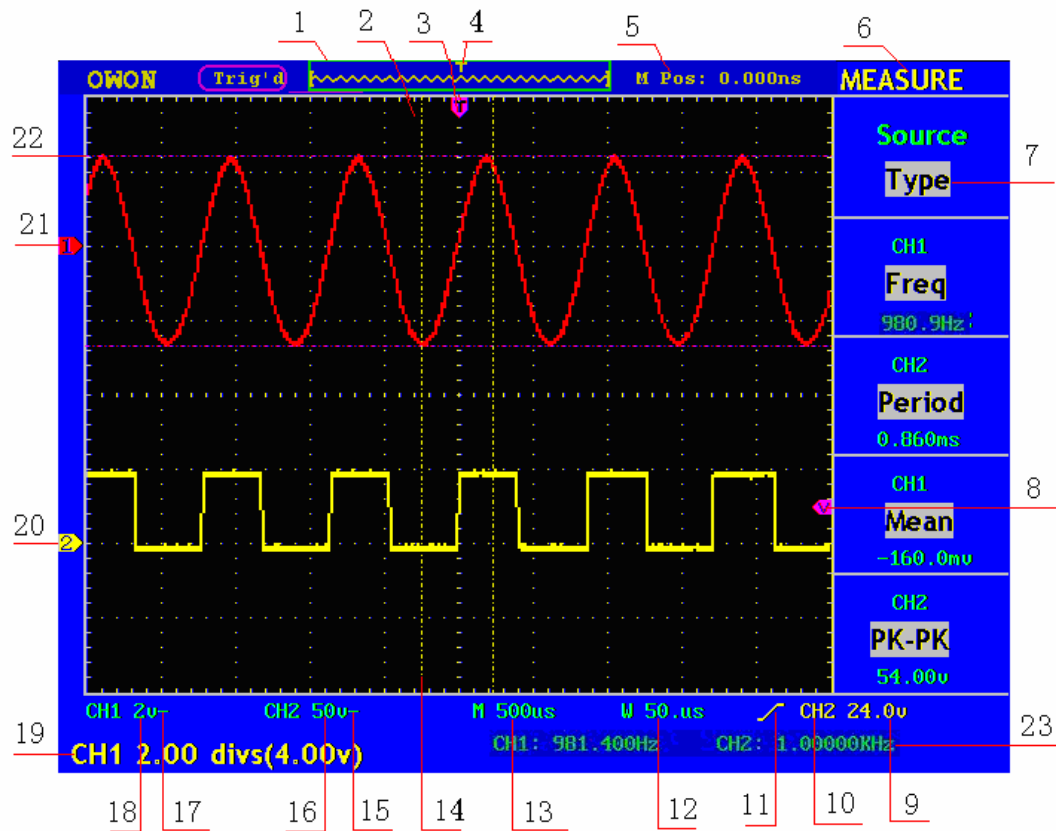 1 2 3 4 5 6
OWON Trig'd T M Pos: 0.000ns MEASURE
T
Source
Type
7
22
21
1
CH1
Freq
980.9Hz
CH2
Period
0.860ms
CH1
Mean
-160.0mv
8
V
20
2
CH2
PK-PK
54.00v
CH1 2v- CH2 50v- M 500us W 50.us CH2 24.0v
19
CH1 2.00 divs(4.00v) CH1: 981.400Hz CH2: 1.00000KHz
23
18 17 16 15 14 13 12 11 10 9